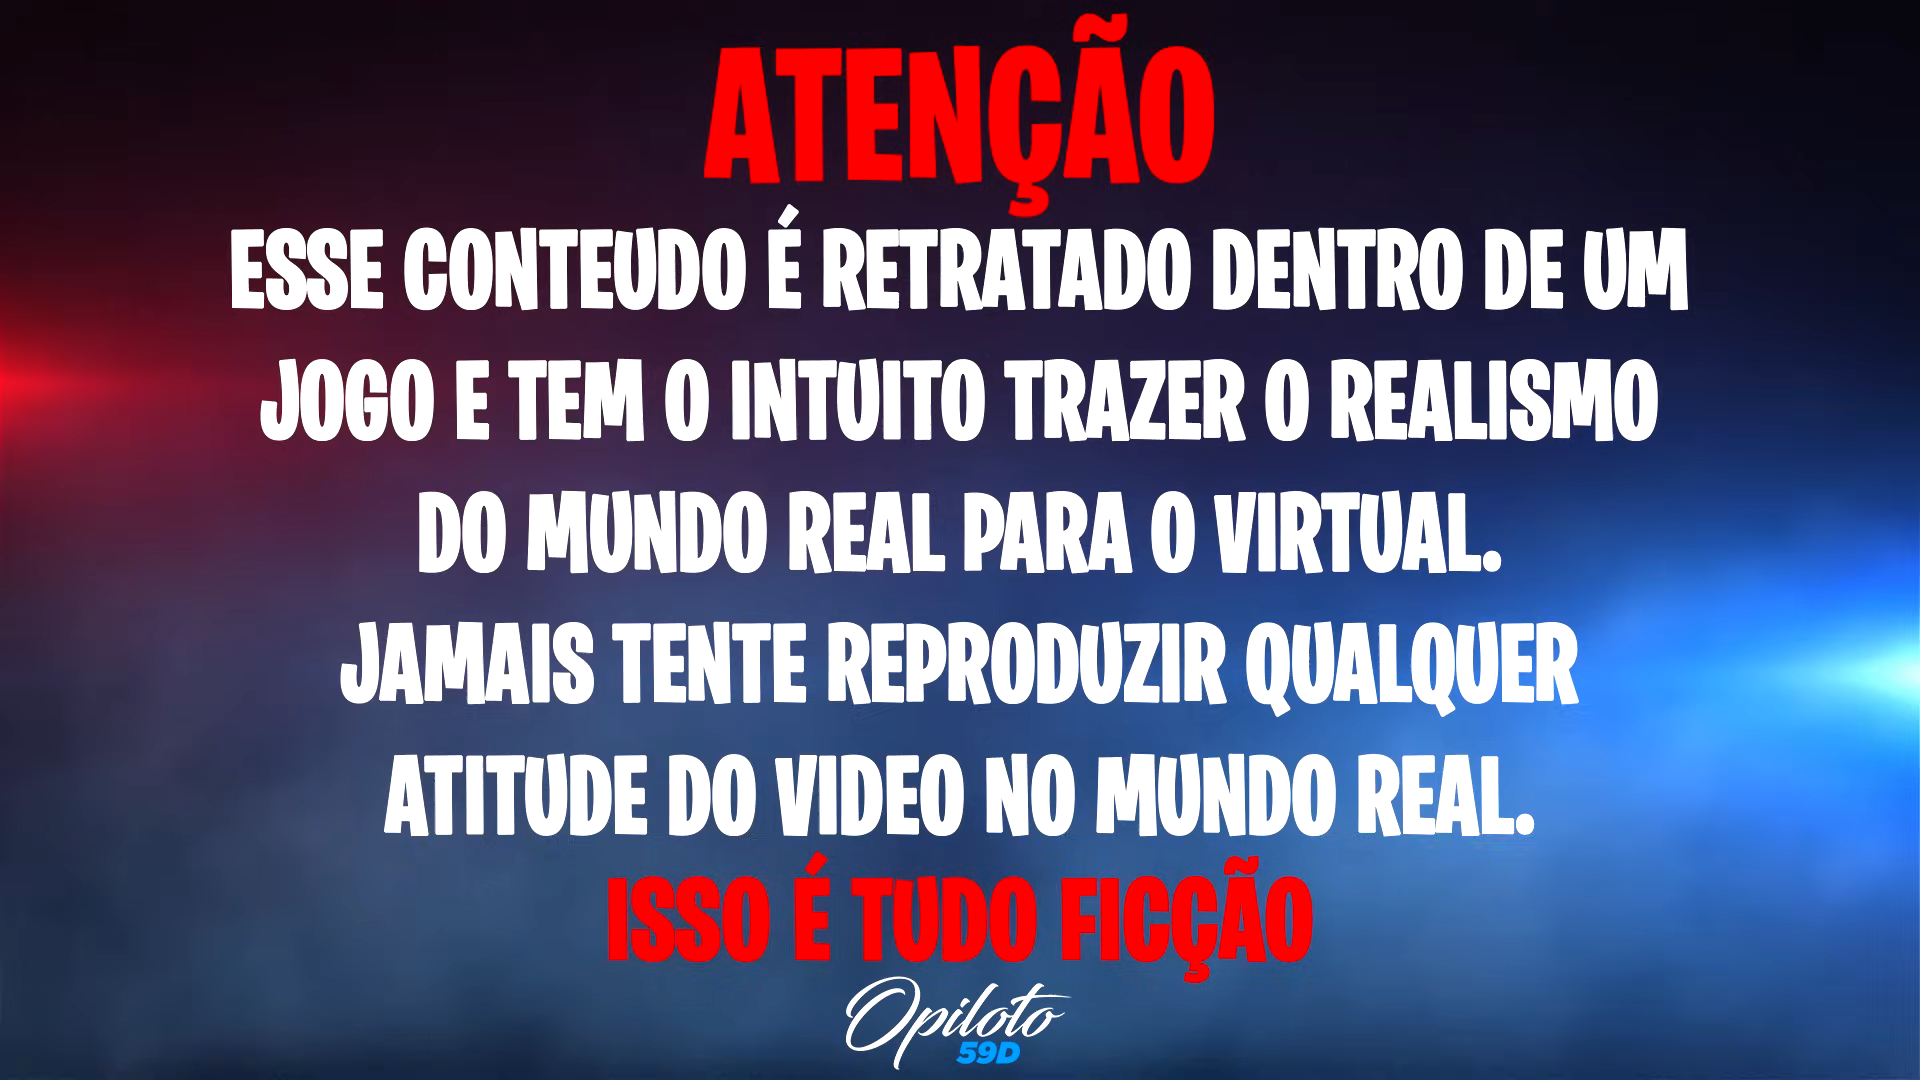 ATENÇÃO
ESSE CONTEUDO É RETRATADO DENTRO DE UM
JOGO E TEM O INTUITO TRAZER O REALISMO
DO MUNDO REAL PARA O VIRTUAL.
JAMAIS TENTE REPRODUZIR QUALQUER
ATITUDE DO VIDEO NO MUNDO REAL.
ISSO É TUDO FICÇÃO
Opiloto
59D